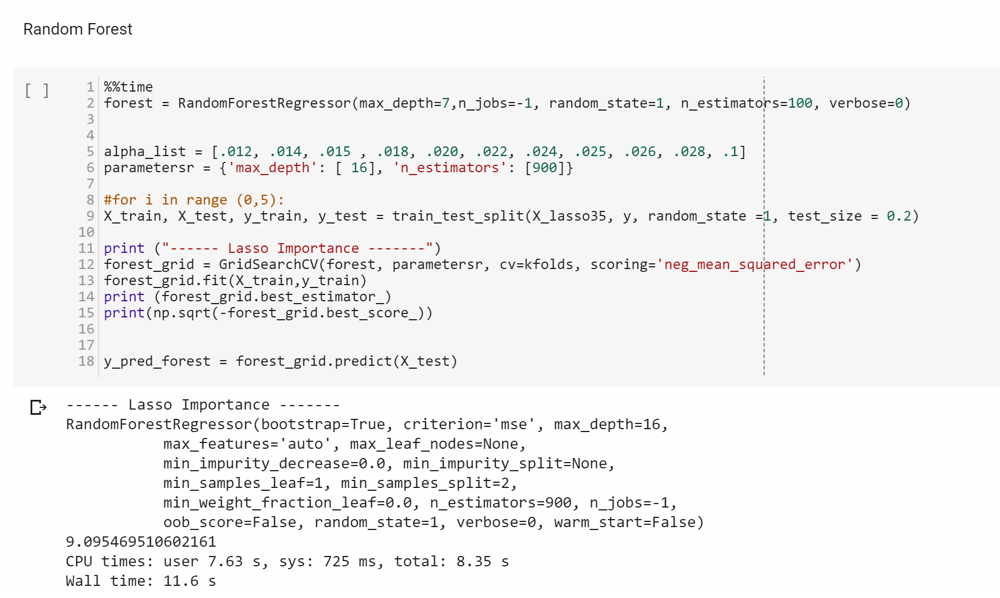 Random Forest
[ ]
1 %%time
2 forest = RandomForestRegressor(max_depth=7,n_jobs=-1, random_state=1, n_estimators=100, verbose=0)
3
4
5 alpha_list = [.012, .014, .015 , .018, .020, .022, .024, .025, .026, .028, .1]
6 parametersr = {'max_depth': [ 16], 'n_estimators': [900]}
7
8 #for i in range (0,5):
9 X_train, X_test, y_train, y_test = train_test_split(X_lasso35, y, random_state =1, test_size = 0.2)
10
11 print ("------ Lasso Importance -------")
12 forest_grid = GridSearchCV(forest, parametersr, cv=kfolds, scoring='neg_mean_squared_error')
13 forest_grid.fit(X_train,y_train)
14 print (forest_grid.best_estimator_)
15 print(np.sqrt(-forest_grid.best_score_))
16
17
18 y_pred_forest = forest_grid.predict(X_test)
------ Lasso Importance -------
RandomForestRegressor(bootstrap=True, criterion='mse', max_depth=16,
max_features='auto', max_leaf_nodes=None,
min_impurity_decrease=0.0, min_impurity_split=None,
min_samples_leaf=1, min_samples_split=2,
min_weight_fraction_leaf=0.0, n_estimators=900, n_jobs=-1,
oob_score=False, random_state=1, verbose=0, warm_start=False)
9.095469510602161
CPU times: user 7.63 s, sys: 725 ms, total: 8.35 s
Wall time: 11.6 s